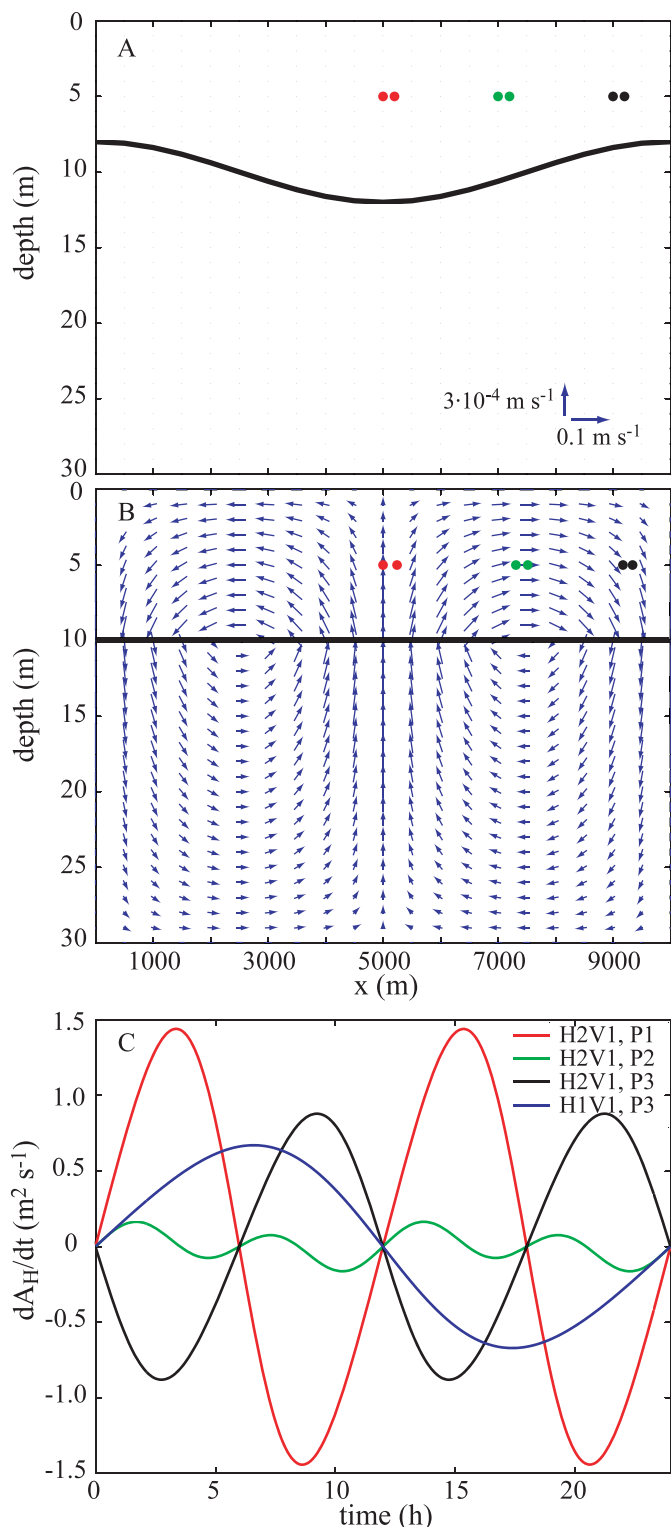 0
A
5
10
15
20
25
30
depth (m)
3·10⁻⁴ m s⁻¹
0.1 m s⁻¹
0
B
5
10
15
20
25
30
depth (m)
1000 3000 5000 7000 9000
x (m)
1.5
C
H2V1, P1
H2V1, P2
H2V1, P3
H1V1, P3
1.0
0.5
0
-0.5
-1.0
-1.5
dA_H/dt (m² s⁻¹)
0 5 10 15 20
time (h)